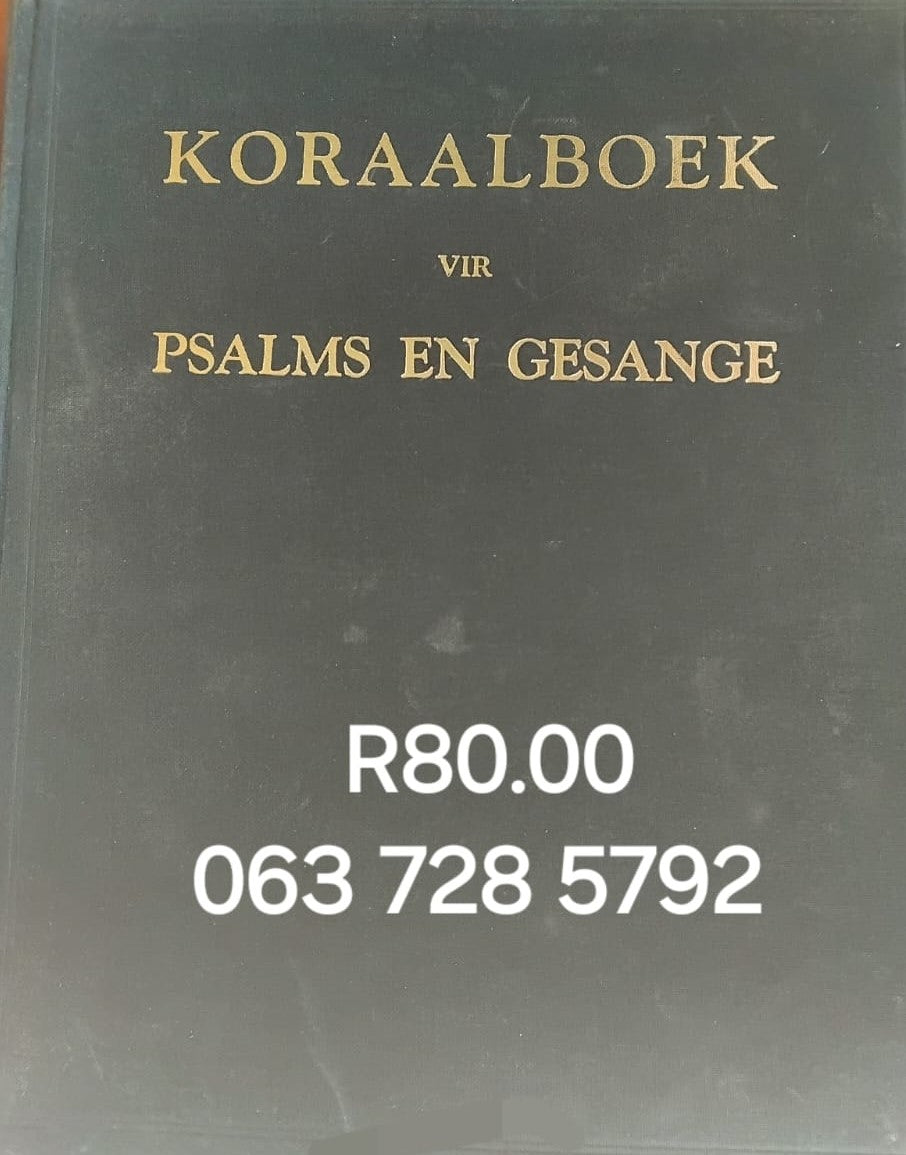 KORAALBOEK
VIR
PSALMS EN GESANGE
R80.00
063 728 5792